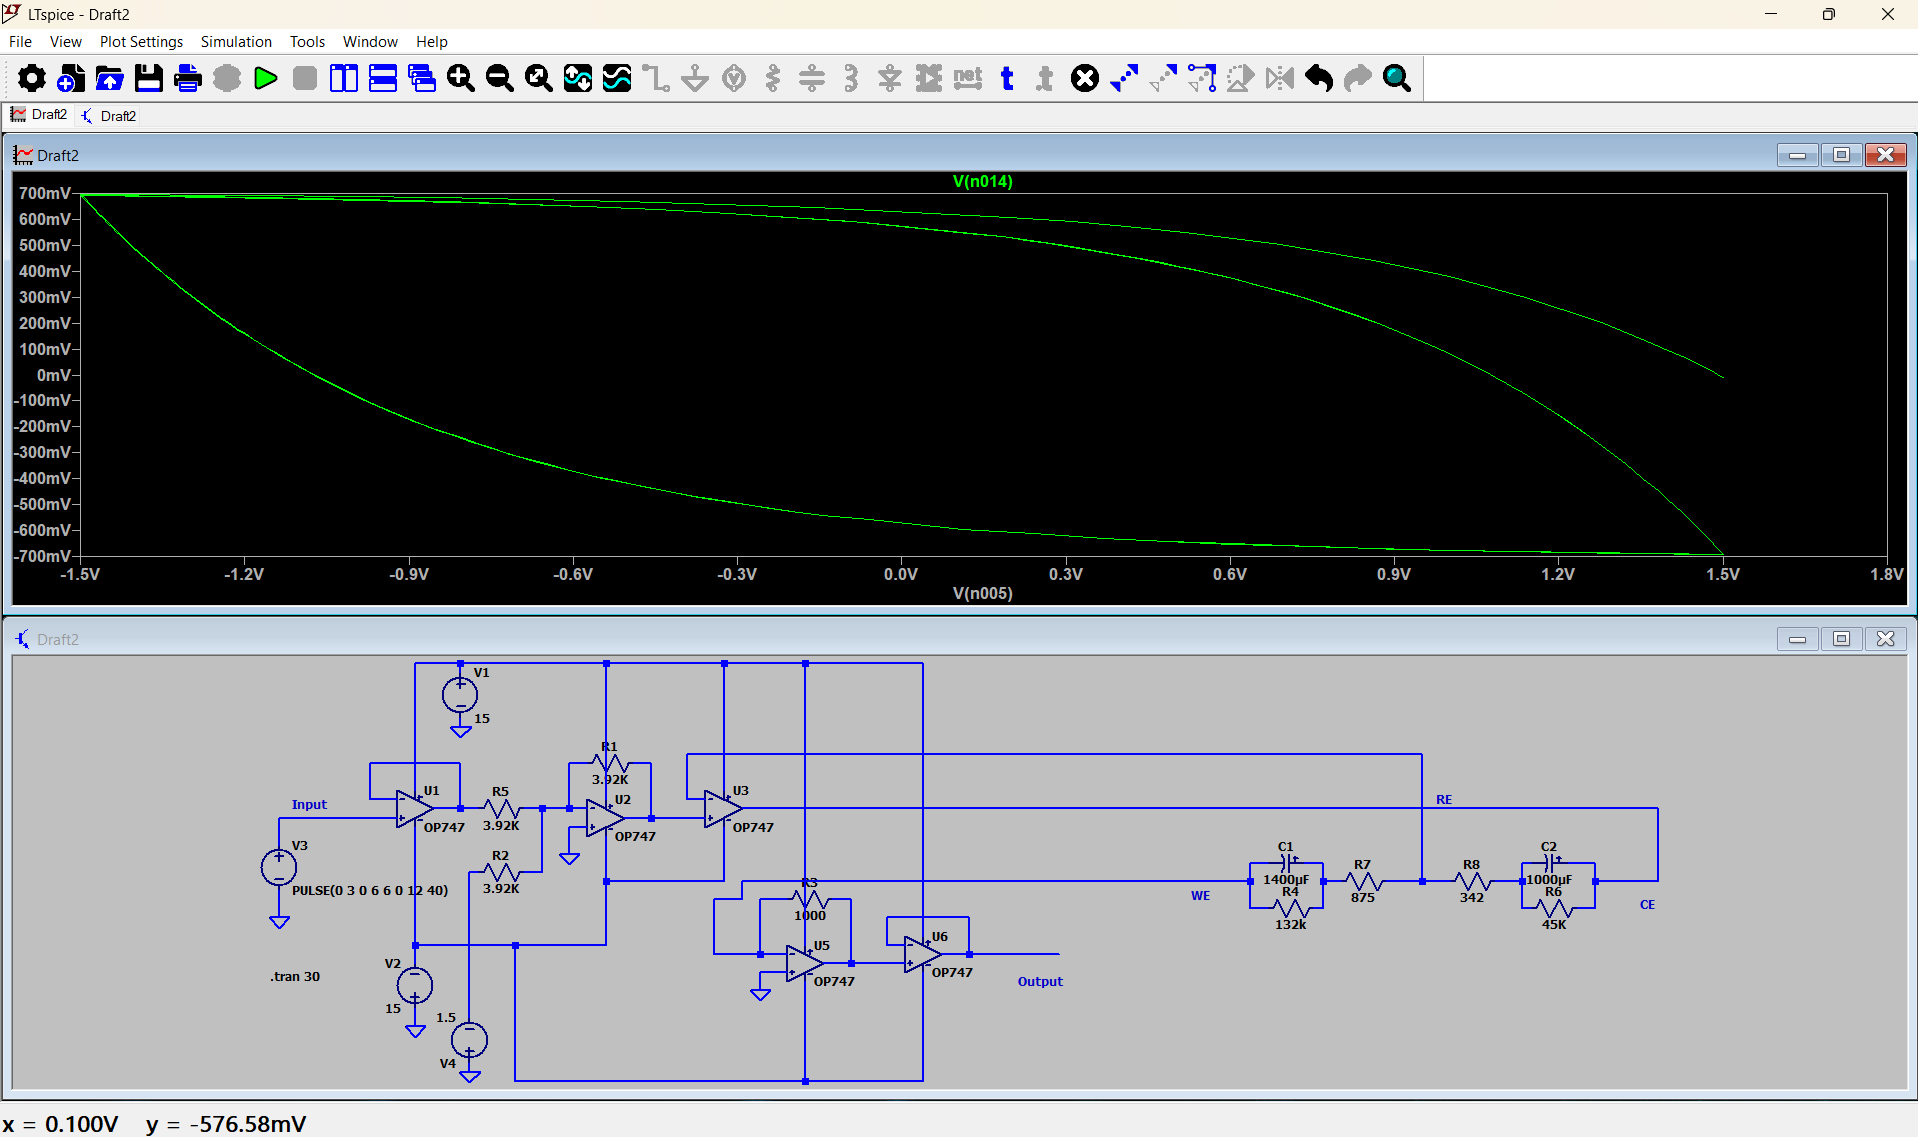 LTspice - Draft2
File View Plot Settings Simulation Tools Window Help
net t .t
Draft2 Draft2
Draft2
V(n014)
700mV
600mV
500mV
400mV
300mV
200mV
100mV
0mV
-100mV
-200mV
-300mV
-400mV
-500mV
-600mV
-700mV
-1.5V -1.2V -0.9V -0.6V -0.3V 0.0V 0.3V 0.6V 0.9V 1.2V 1.5V 1.8V
V(n005)
Draft2
V1
15
R1
3.92K
Input
U1
OP747
R5
3.92K
U2
OP747
U3
OP747
RE
V3
PULSE(0 3 0 6 6 0 12 40)
R2
3.92K
R3
1000
WE
C1
1400µF
R4
132k
R7
875
R8
342
C2
1000µF
R6
45K
CE
U5
OP747
U6
OP747
Output
.tran 30
V2
15
1.5
V4
x = 0.100V y = -576.58mV